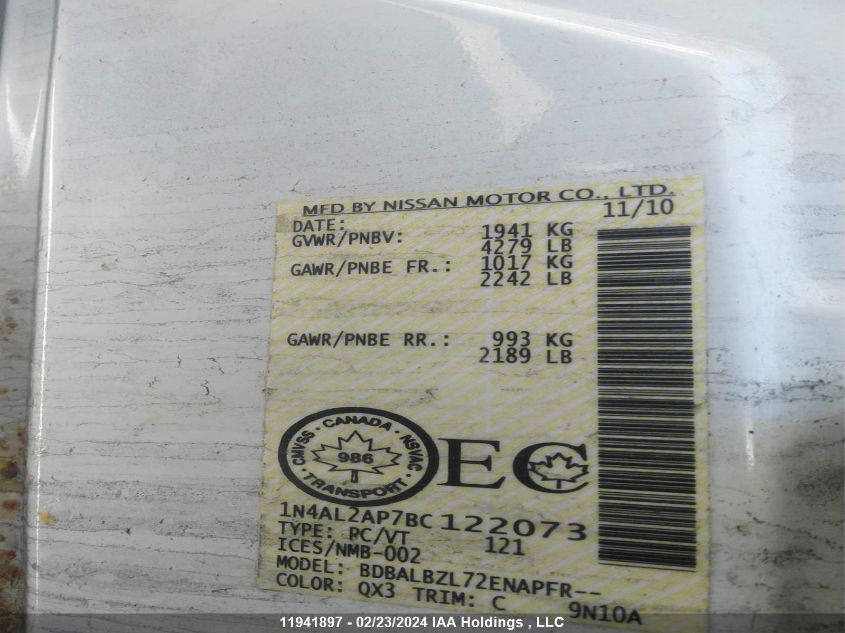 MFD BY NISSAN MOTOR CO., LTD.
DATE: 11/10
GVWR/PNBV: 1941 KG
4279 LB
GAWR/PNBE FR.: 1017 KG
2242 LB
GAWR/PNBE RR.: 993 KG
2189 LB
CMVSS · CANADA · NSVAC · TRANSPORT ·
986
EC
1N4AL2AP7BC122073
TYPE: PC/VT 121
ICES/NMB-002
MODEL: BDBALBZL72ENAPFR--
COLOR: QX3 TRIM: C 9N10A
11941897 - 02/23/2024 IAA Holdings , LLC